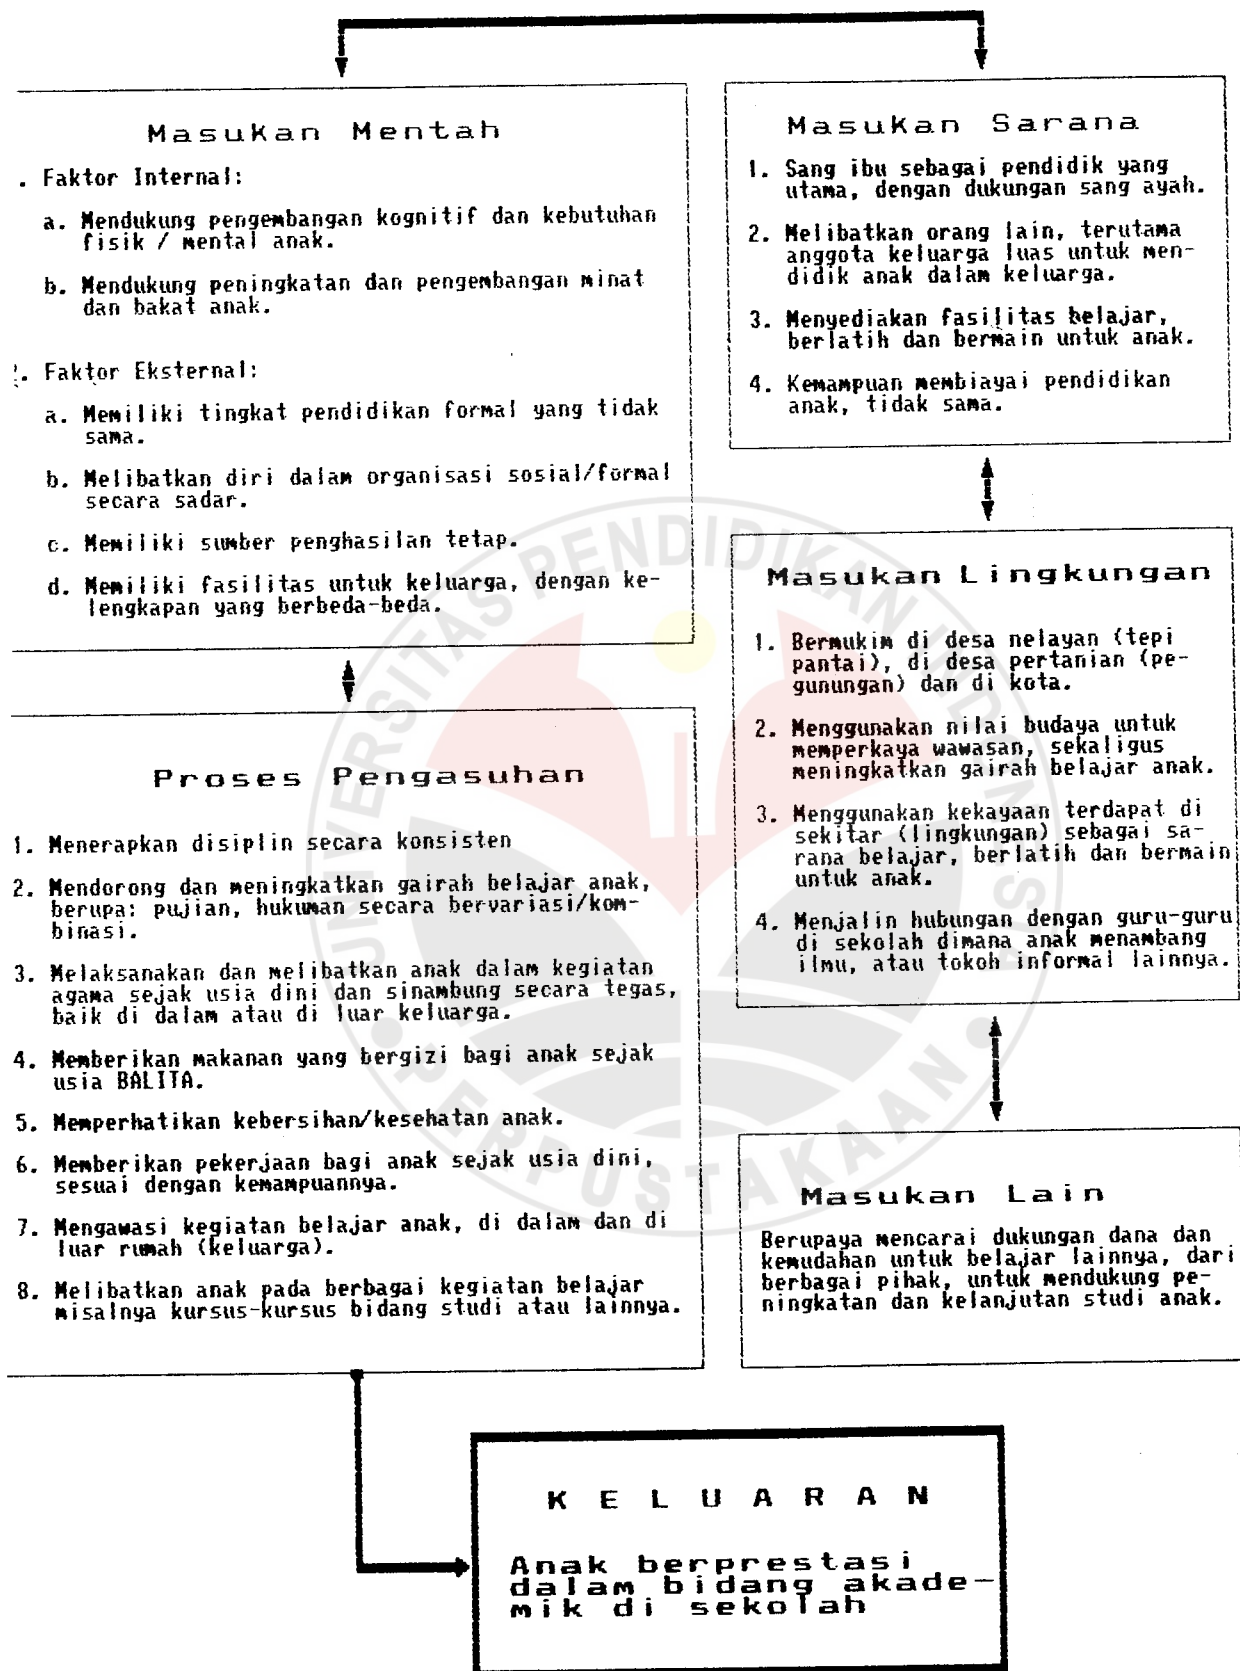 Masukan Mentah
. Faktor Internal:
a. Mendukung pengembangan kognitif dan kebutuhan
fisik / mental anak.
b. Mendukung peningkatan dan pengembangan minat
dan bakat anak.
. Faktor Eksternal:
a. Memiliki tingkat pendidikan formal yang tidak
sama.
b. Melibatkan diri dalam organisasi sosial/formal
secara sadar.
c. Memiliki sumber penghasilan tetap.
d. Memiliki fasilitas untuk keluarga, dengan ke-
lengkapan yang berbeda-beda.
Proses Pengasuhan
1. Menerapkan disiplin secara konsisten
2. Mendorong dan meningkatkan gairah belajar anak,
berupa: pujian, hukuman secara bervariasi/kom-
binasi.
3. Melaksanakan dan melibatkan anak dalam kegiatan
agama sejak usia dini dan sinambung secara tegas,
baik di dalam atau di luar keluarga.
4. Memberikan makanan yang bergizi bagi anak sejak
usia BALITA.
5. Memperhatikan kebersihan/kesehatan anak.
6. Memberikan pekerjaan bagi anak sejak usia dini,
sesuai dengan kemampuannya.
7. Mengawasi kegiatan belajar anak, di dalam dan di
luar rumah (keluarga).
8. Melibatkan anak pada berbagai kegiatan belajar
misalnya kursus-kursus bidang studi atau lainnya.
Masukan Sarana
1. Sang ibu sebagai pendidik yang
utama, dengan dukungan sang ayah.
2. Melibatkan orang lain, terutama
anggota keluarga luas untuk men-
didik anak dalam keluarga.
3. Menyediakan fasilitas belajar,
berlatih dan bermain untuk anak.
4. Kemampuan membiayai pendidikan
anak, tidak sama.
Masukan Lingkungan
1. Bermukim di desa nelayan (tepi
pantai), di desa pertanian (pe-
gunungan) dan di kota.
2. Menggunakan nilai budaya untuk
memperkaya wawasan, sekaligus
meningkatkan gairah belajar anak.
3. Menggunakan kekayaan terdapat di
sekitar (lingkungan) sebagai sa-
rana belajar, berlatih dan bermain
untuk anak.
4. Menjalin hubungan dengan guru-guru
di sekolah dimana anak menambang
ilmu, atau tokoh informal lainnya.
Masukan Lain
Berupaya mencarai dukungan dana dan
kemudahan untuk belajar lainnya, dari
berbagai pihak, untuk mendukung pe-
ningkatan dan kelanjutan studi anak.
K E L U A R A N
Anak berprestasi
dalam bidang akade-
mik di sekolah
UNIVERSITAS PENDIDIKAN INDONESIA
PERPUSTAKAAN